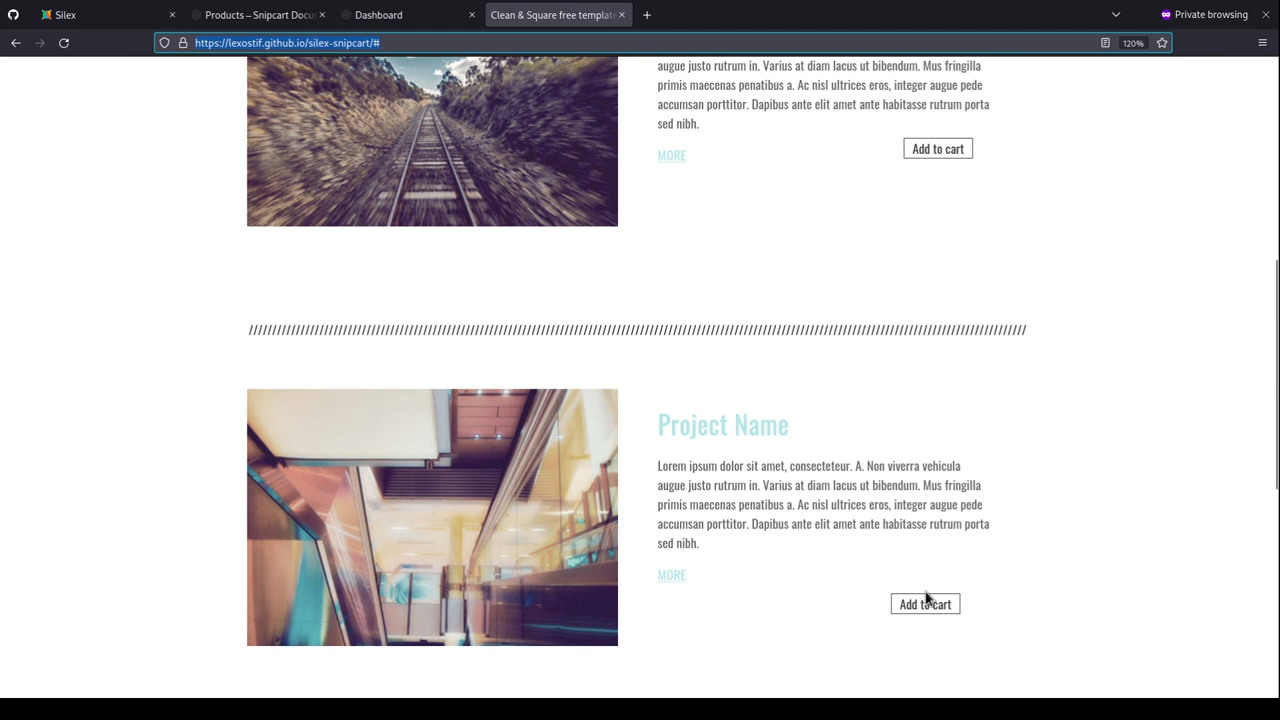 Silex
Products – Snipcart Docu
Dashboard
Clean & Square free template
Private browsing
https://lexostif.github.io/silex-snipcart/#
120%
augue justo rutrum in. Varius at diam lacus ut bibendum. Mus fringilla
primis maecenas penatibus a. Ac nisl ultrices eros, integer augue pede
accumsan porttitor. Dapibus ante elit amet ante habitasse rutrum porta
sed nibh.
MORE
Add to cart
Project Name
Lorem ipsum dolor sit amet, consecteteur. A. Non viverra vehicula
augue justo rutrum in. Varius at diam lacus ut bibendum. Mus fringilla
primis maecenas penatibus a. Ac nisl ultrices eros, integer augue pede
accumsan porttitor. Dapibus ante elit amet ante habitasse rutrum porta
sed nibh.
MORE
Add to cart